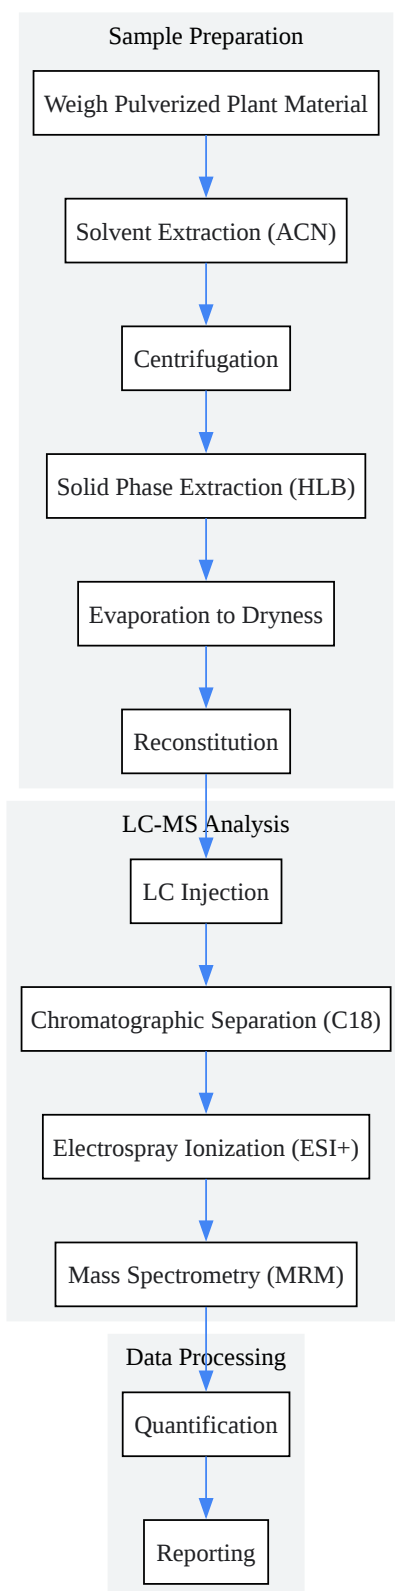 Sample Preparation
Weigh Pulverized Plant Material
Solvent Extraction (ACN)
Centrifugation
Solid Phase Extraction (HLB)
Evaporation to Dryness
Reconstitution
LC-MS Analysis
LC Injection
Chromatographic Separation (C18)
Electrospray Ionization (ESI+)
Mass Spectrometry (MRM)
Data Processing
Quantification
Reporting